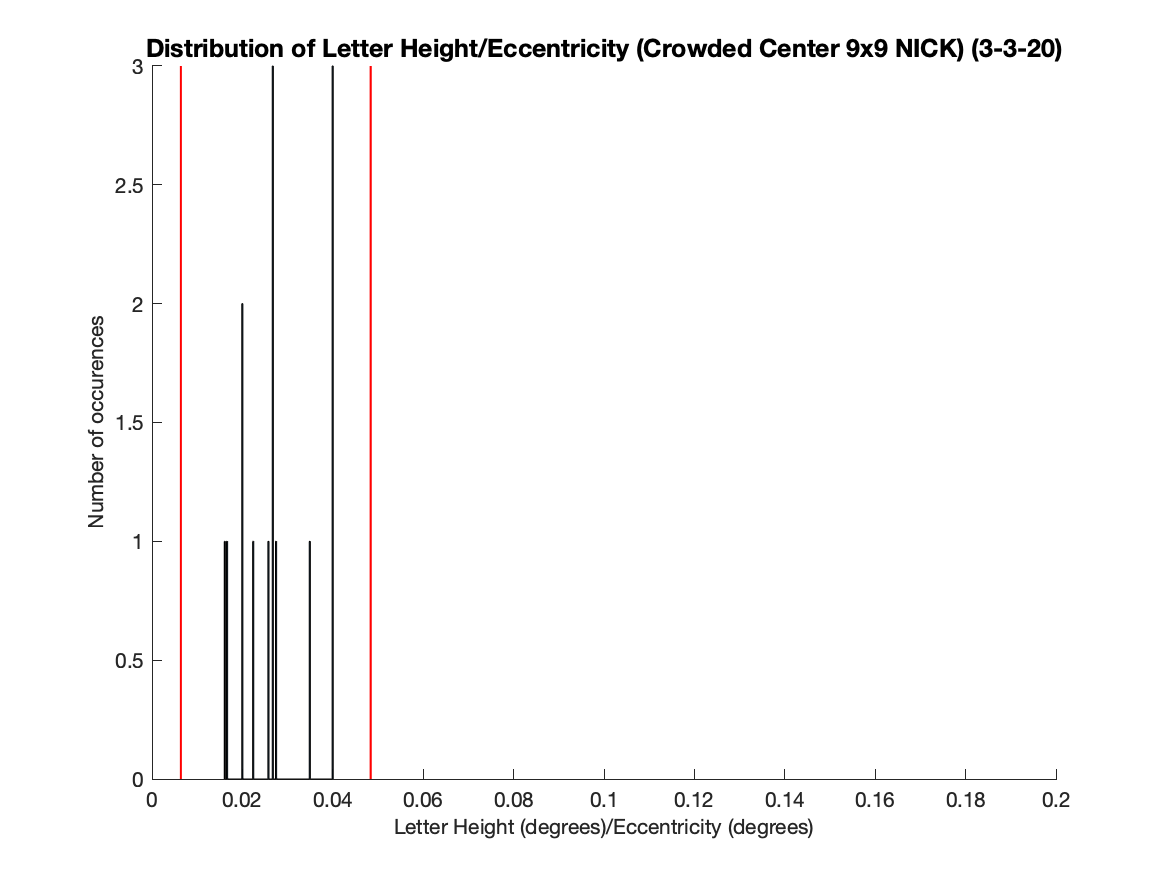 Distribution of Letter Height/Eccentricity (Crowded Center 9x9 NICK) (3-3-20)
3
2.5
2
1.5
1
0.5
0
Number of occurences
0 0.02 0.04 0.06 0.08 0.1 0.12 0.14 0.16 0.18 0.2
Letter Height (degrees)/Eccentricity (degrees)